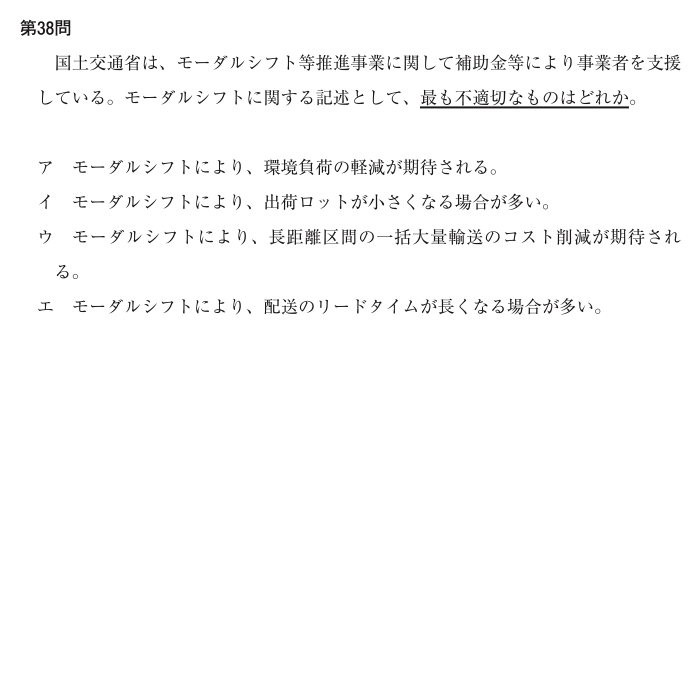 第38問
国土交通省は、モーダルシフト等推進事業に関して補助金等により事業者を支援
している。モーダルシフトに関する記述として、最も不適切なものはどれか。
ア　モーダルシフトにより、環境負荷の軽減が期待される。
イ　モーダルシフトにより、出荷ロットが小さくなる場合が多い。
ウ　モーダルシフトにより、長距離区間の一括大量輸送のコスト削減が期待され
る。
エ　モーダルシフトにより、配送のリードタイムが長くなる場合が多い。